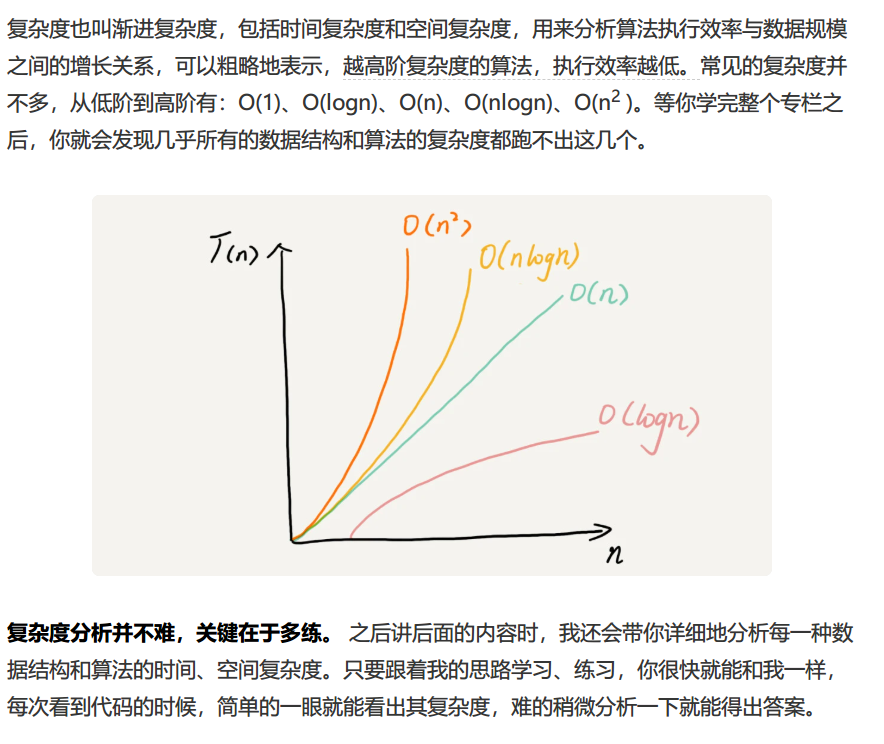 复杂度也叫渐进复杂度，包括时间复杂度和空间复杂度，用来分析算法执行效率与数据规模
之间的增长关系，可以粗略地表示，越高阶复杂度的算法，执行效率越低。常见的复杂度并
不多，从低阶到高阶有：O(1)、O(logn)、O(n)、O(nlogn)、O(n²)。等你学完整个专栏之
后，你就会发现几乎所有的数据结构和算法的复杂度都跑不出这几个。
O(n²)
T(n)
O(nlogn)
O(n)
O(logn)
n
复杂度分析并不难，关键在于多练。 之后讲后面的内容时，我还会带你详细地分析每一种数
据结构和算法的时间、空间复杂度。只要跟着我的思路学习、练习，你很快就能和我一样，
每次看到代码的时候，简单的一眼就能看出其复杂度，难的稍微分析一下就能得出答案。